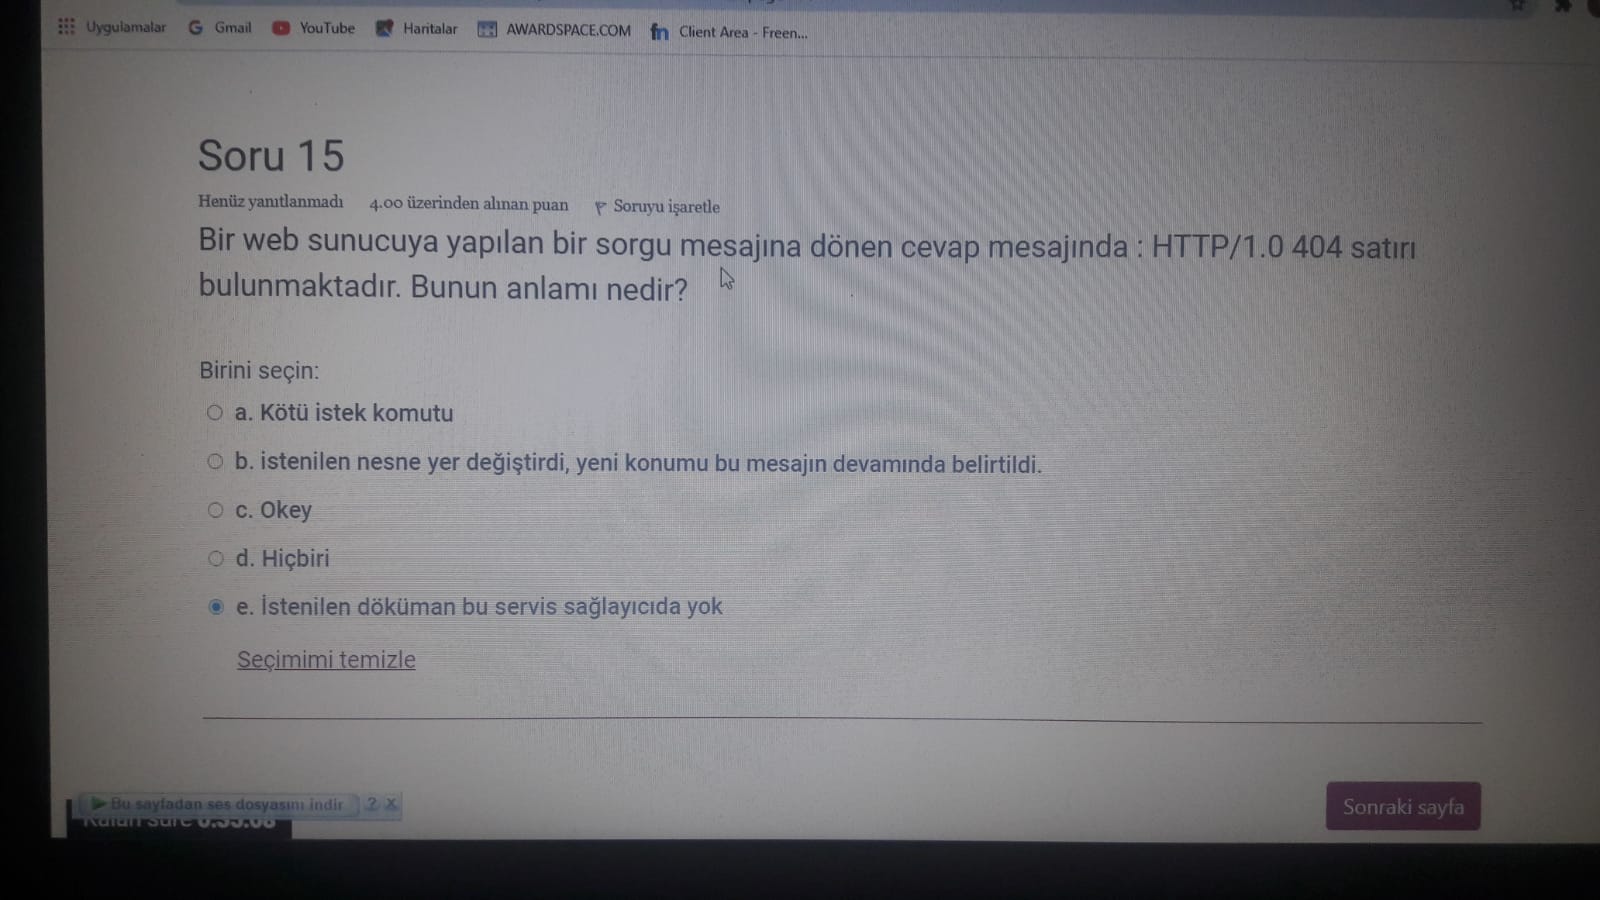 Uygulamalar Gmail YouTube Haritalar AWARDSPACE.COM fn Client Area - Freen...
Soru 15
Henüz yanıtlanmadı 4.00 üzerinden alınan puan Soruyu işaretle
Bir web sunucuya yapılan bir sorgu mesajına dönen cevap mesajında : HTTP/1.0 404 satırı
bulunmaktadır. Bunun anlamı nedir?
Birini seçin:
a. Kötü istek komutu
b. istenilen nesne yer değiştirdi, yeni konumu bu mesajın devamında belirtildi.
c. Okey
d. Hiçbiri
e. İstenilen döküman bu servis sağlayıcıda yok
Seçimimi temizle
Bu sayfadan ses dosyasını indir ? X
Sonraki sayfa